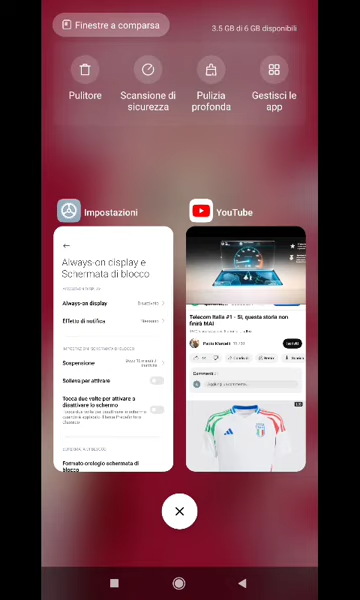 Finestre a comparsa
3.5 GB di 6 GB disponibili
Pulitore
Scansione di sicurezza
Pulizia profonda
Gestisci le app
Impostazioni
YouTube
Always-on display e
Schermata di blocco
Always-on display
Effetto di notifica
Sospensione
Solleva per attivare
Tocca due volte per attivare o
disattivare lo schermo
Formato orologio schermata di
blocco
Telecom Italia #1 - Sì, questa storia non
finirà MAI